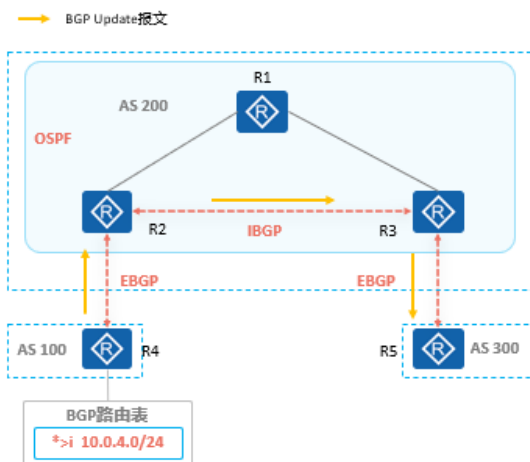 BGP Update报文
R1
AS 200
OSPF
R
R
R
R2
IBGP
R3
EBGP
EBGP
AS 100
R
R4
R5
R
AS 300
BGP路由表
*>i 10.0.4.0/24